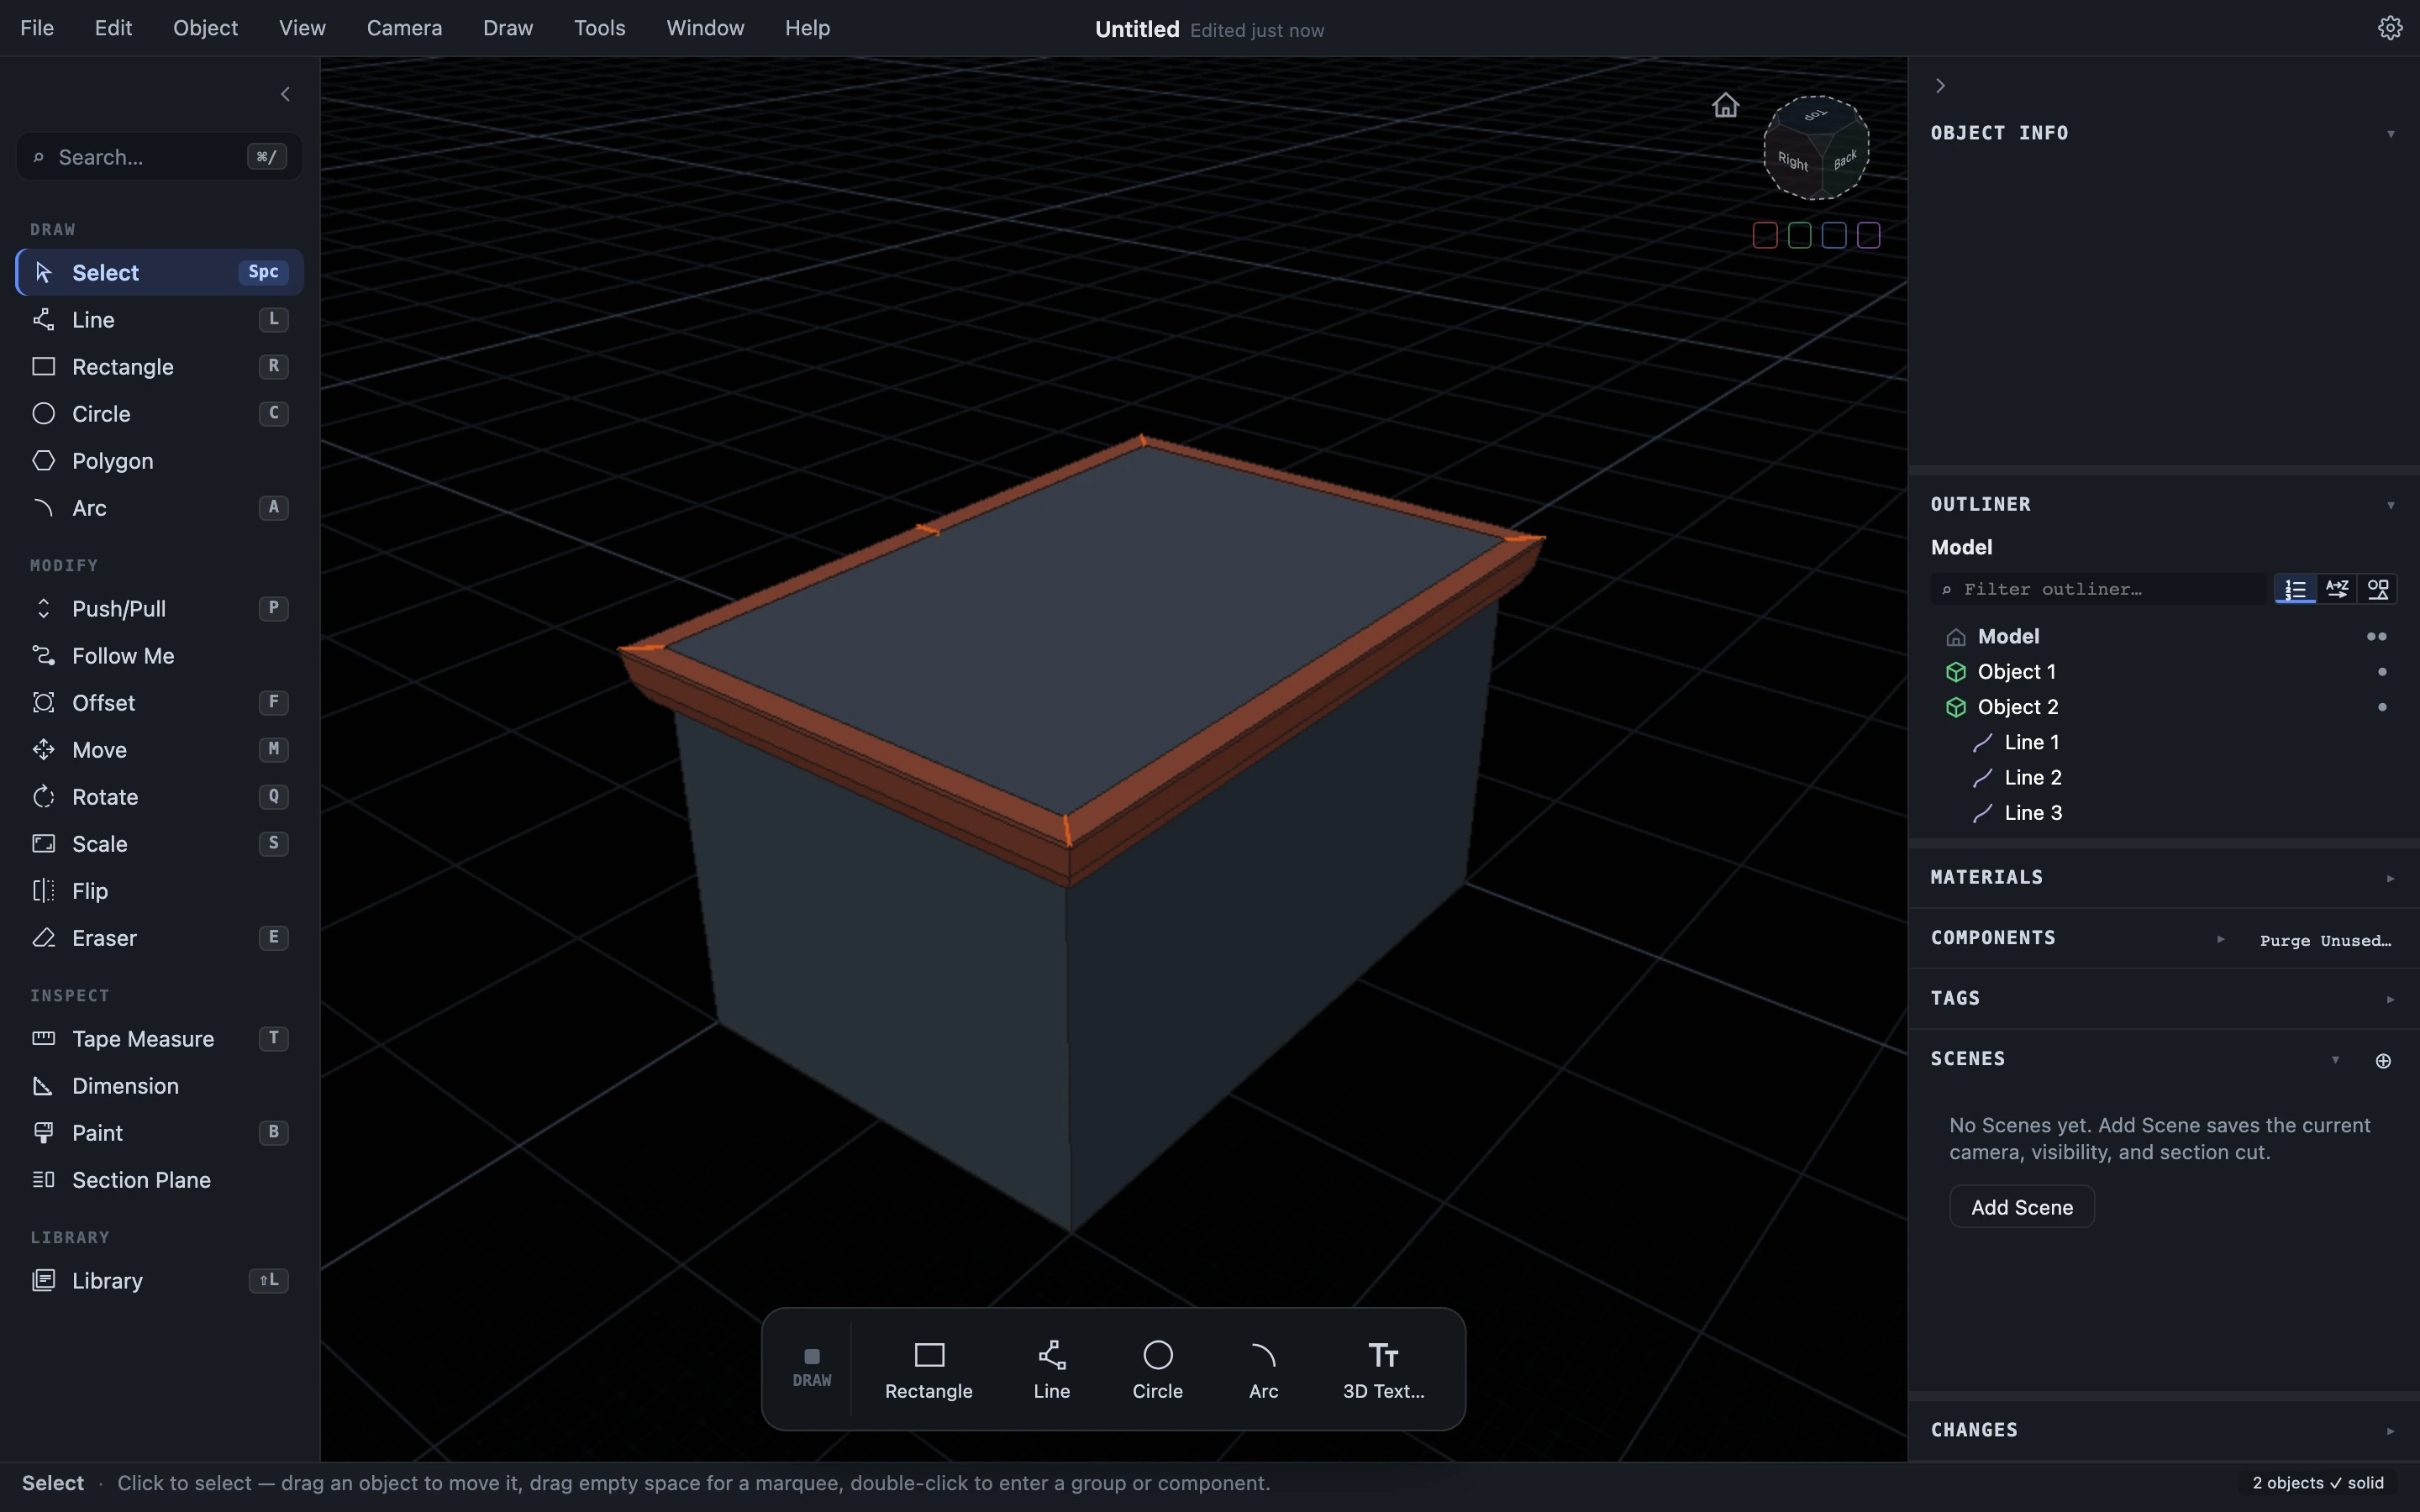 File Edit Object View Camera Draw Tools Window Help
Untitled Edited just now
Search... ⌘/
DRAW
Select Spc
Line L
Rectangle R
Circle C
Polygon
Arc A
MODIFY
Push/Pull P
Follow Me
Offset F
Move M
Rotate Q
Scale S
Flip
Eraser E
INSPECT
Tape Measure T
Dimension
Paint B
Section Plane
LIBRARY
Library ⇧L
Top
Right
Back
DRAW
Rectangle
Line
Circle
Arc
3D Text...
OBJECT INFO
OUTLINER
Model
Filter outliner…
Model
Object 1
Object 2
Line 1
Line 2
Line 3
MATERIALS
COMPONENTS Purge Unused…
TAGS
SCENES
No Scenes yet. Add Scene saves the current
camera, visibility, and section cut.
Add Scene
CHANGES
Select · Click to select — drag an object to move it, drag empty space for a marquee, double-click to enter a group or component.
2 objects ✓ solid